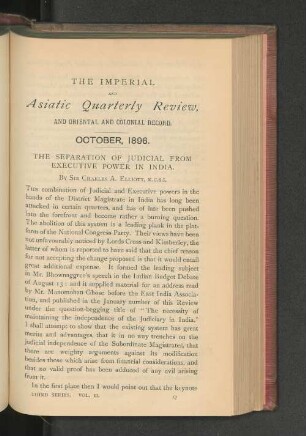 THE IMPERIAL
AND
Asiatic Quarterly Review,
AND ORIENTAL AND COLONIAL RECORD.
OCTOBER, 1896.
THE SEPARATION OF JUDICIAL FROM
EXECUTIVE POWER IN INDIA.
BY SIR CHARLES A. ELLIOTT, K.C.S.I.
THE combination of Judicial and Executive powers in the
hands of the District Magistrate in India has long been
attacked in certain quarters, and has of late been pushed
into the forefront and become rather a burning question.
The abolition of this system is a leading plank in the plat-
form of the National Congress Party. Their views have been
not unfavourably noticed by Lords Cross and Kimberley, the
latter of whom is reported to have said that the chief reason
for not accepting the change proposed is that it would entail
great additional expense. It formed the leading subject
in Mr. Bhownaggree's speech in the Indian Budget Debate
of August 13; and it supplied material for an address read
by Mr. Manomohan Ghose before the East India Associa-
tion, and published in the January number of this Review
under the question-begging title of "The necessity of
maintaining the independence of the Judiciary in India."
I shall attempt to show that the existing system has great
merits and advantages, that it in no way trenches on the
judicial independence of the Subordinate Magistrates, that
there are weighty arguments against its modification
besides those which arise from financial considerations, and
that no valid proof has been adduced of any evil arising
from it.
In the first place then I would point out that the keynote
THIRD SERIES. VOL. II.